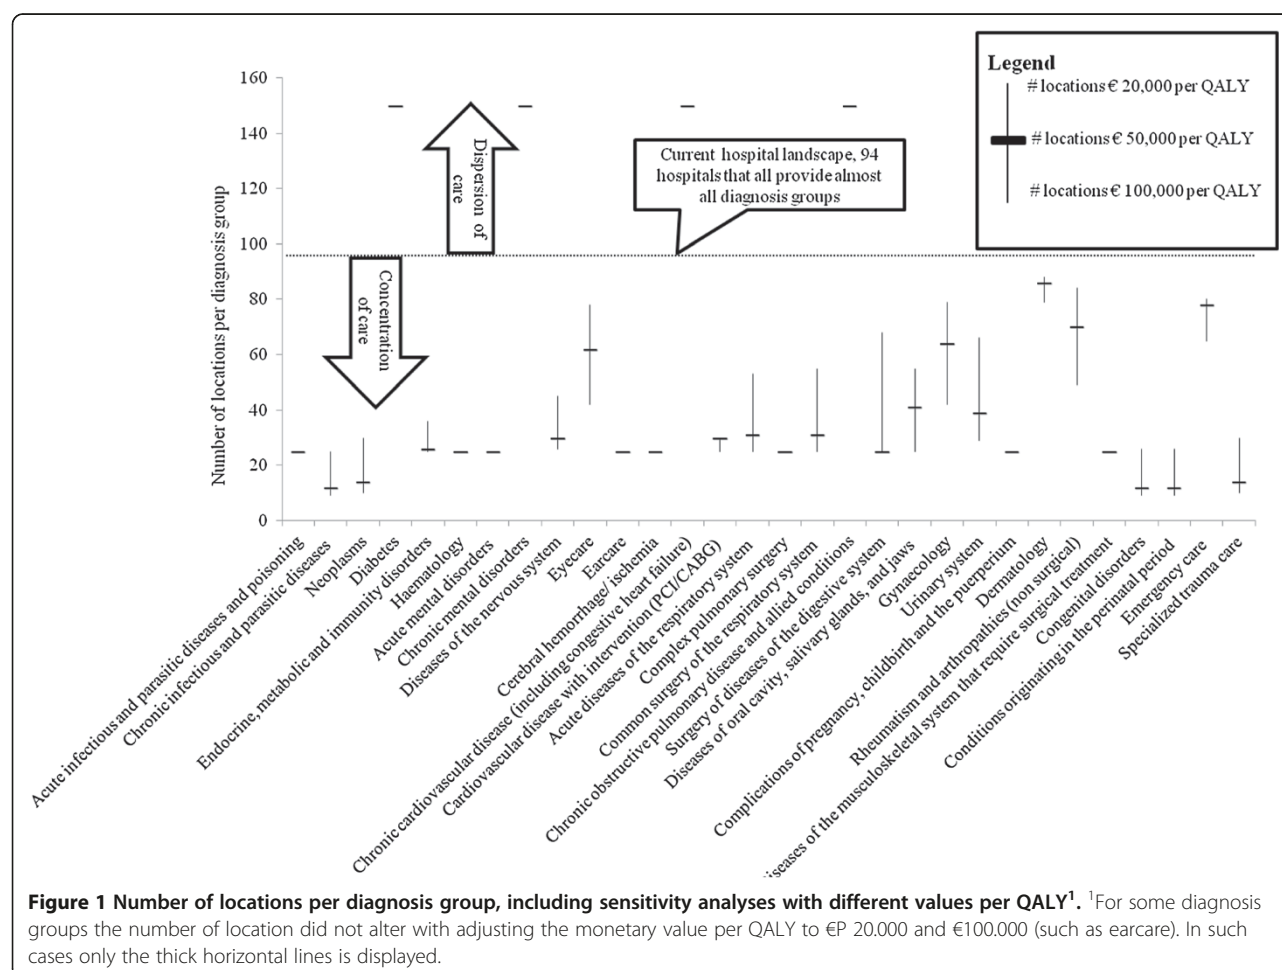 Legend
# locations € 20,000 per QALY
# locations € 50,000 per QALY
# locations € 100,000 per QALY
Number of locations per diagnosis group
160
140
120
100
80
60
40
20
0
Dispersion of
care
Concentration
of care
Current hospital landscape, 94
hospitals that all provide almost
all diagnosis groups
Acute infectious and parasitic diseases and poisoning
Chronic infectious and parasitic diseases
Neoplasms
Diabetes
Endocrine, metabolic and immunity disorders
Haematology
Acute mental disorders
Chronic mental disorders
Diseases of the nervous system
Eyecare
Earcare
Cerebral hemorrhage/ ischemia
Chronic cardiovascular disease (including congestive heart failure)
Cardiovascular disease with intervention (PCI/CABG)
Acute diseases of the respiratory system
Complex pulmonary surgery
Common surgery of the respiratory system
Chronic obstructive pulmonary disease and allied conditions
Surgery of diseases of the digestive system
Diseases of oral cavity, salivary glands, and jaws
Gynaecology
Urinary system
Complications of pregnancy, childbirth and the puerperium
Dermatology
Rheumatism and arthropathies (non surgical)
iseases of the musculoskeletal system that require surgical treatment
Congenital disorders
Conditions originating in the perinatal period
Emergency care
Specialized trauma care
Figure 1 Number of locations per diagnosis group, including sensitivity analyses with different values per QALY¹. ¹For some diagnosis
groups the number of location did not alter with adjusting the monetary value per QALY to €P 20.000 and €100.000 (such as earcare). In such
cases only the thick horizontal lines is displayed.